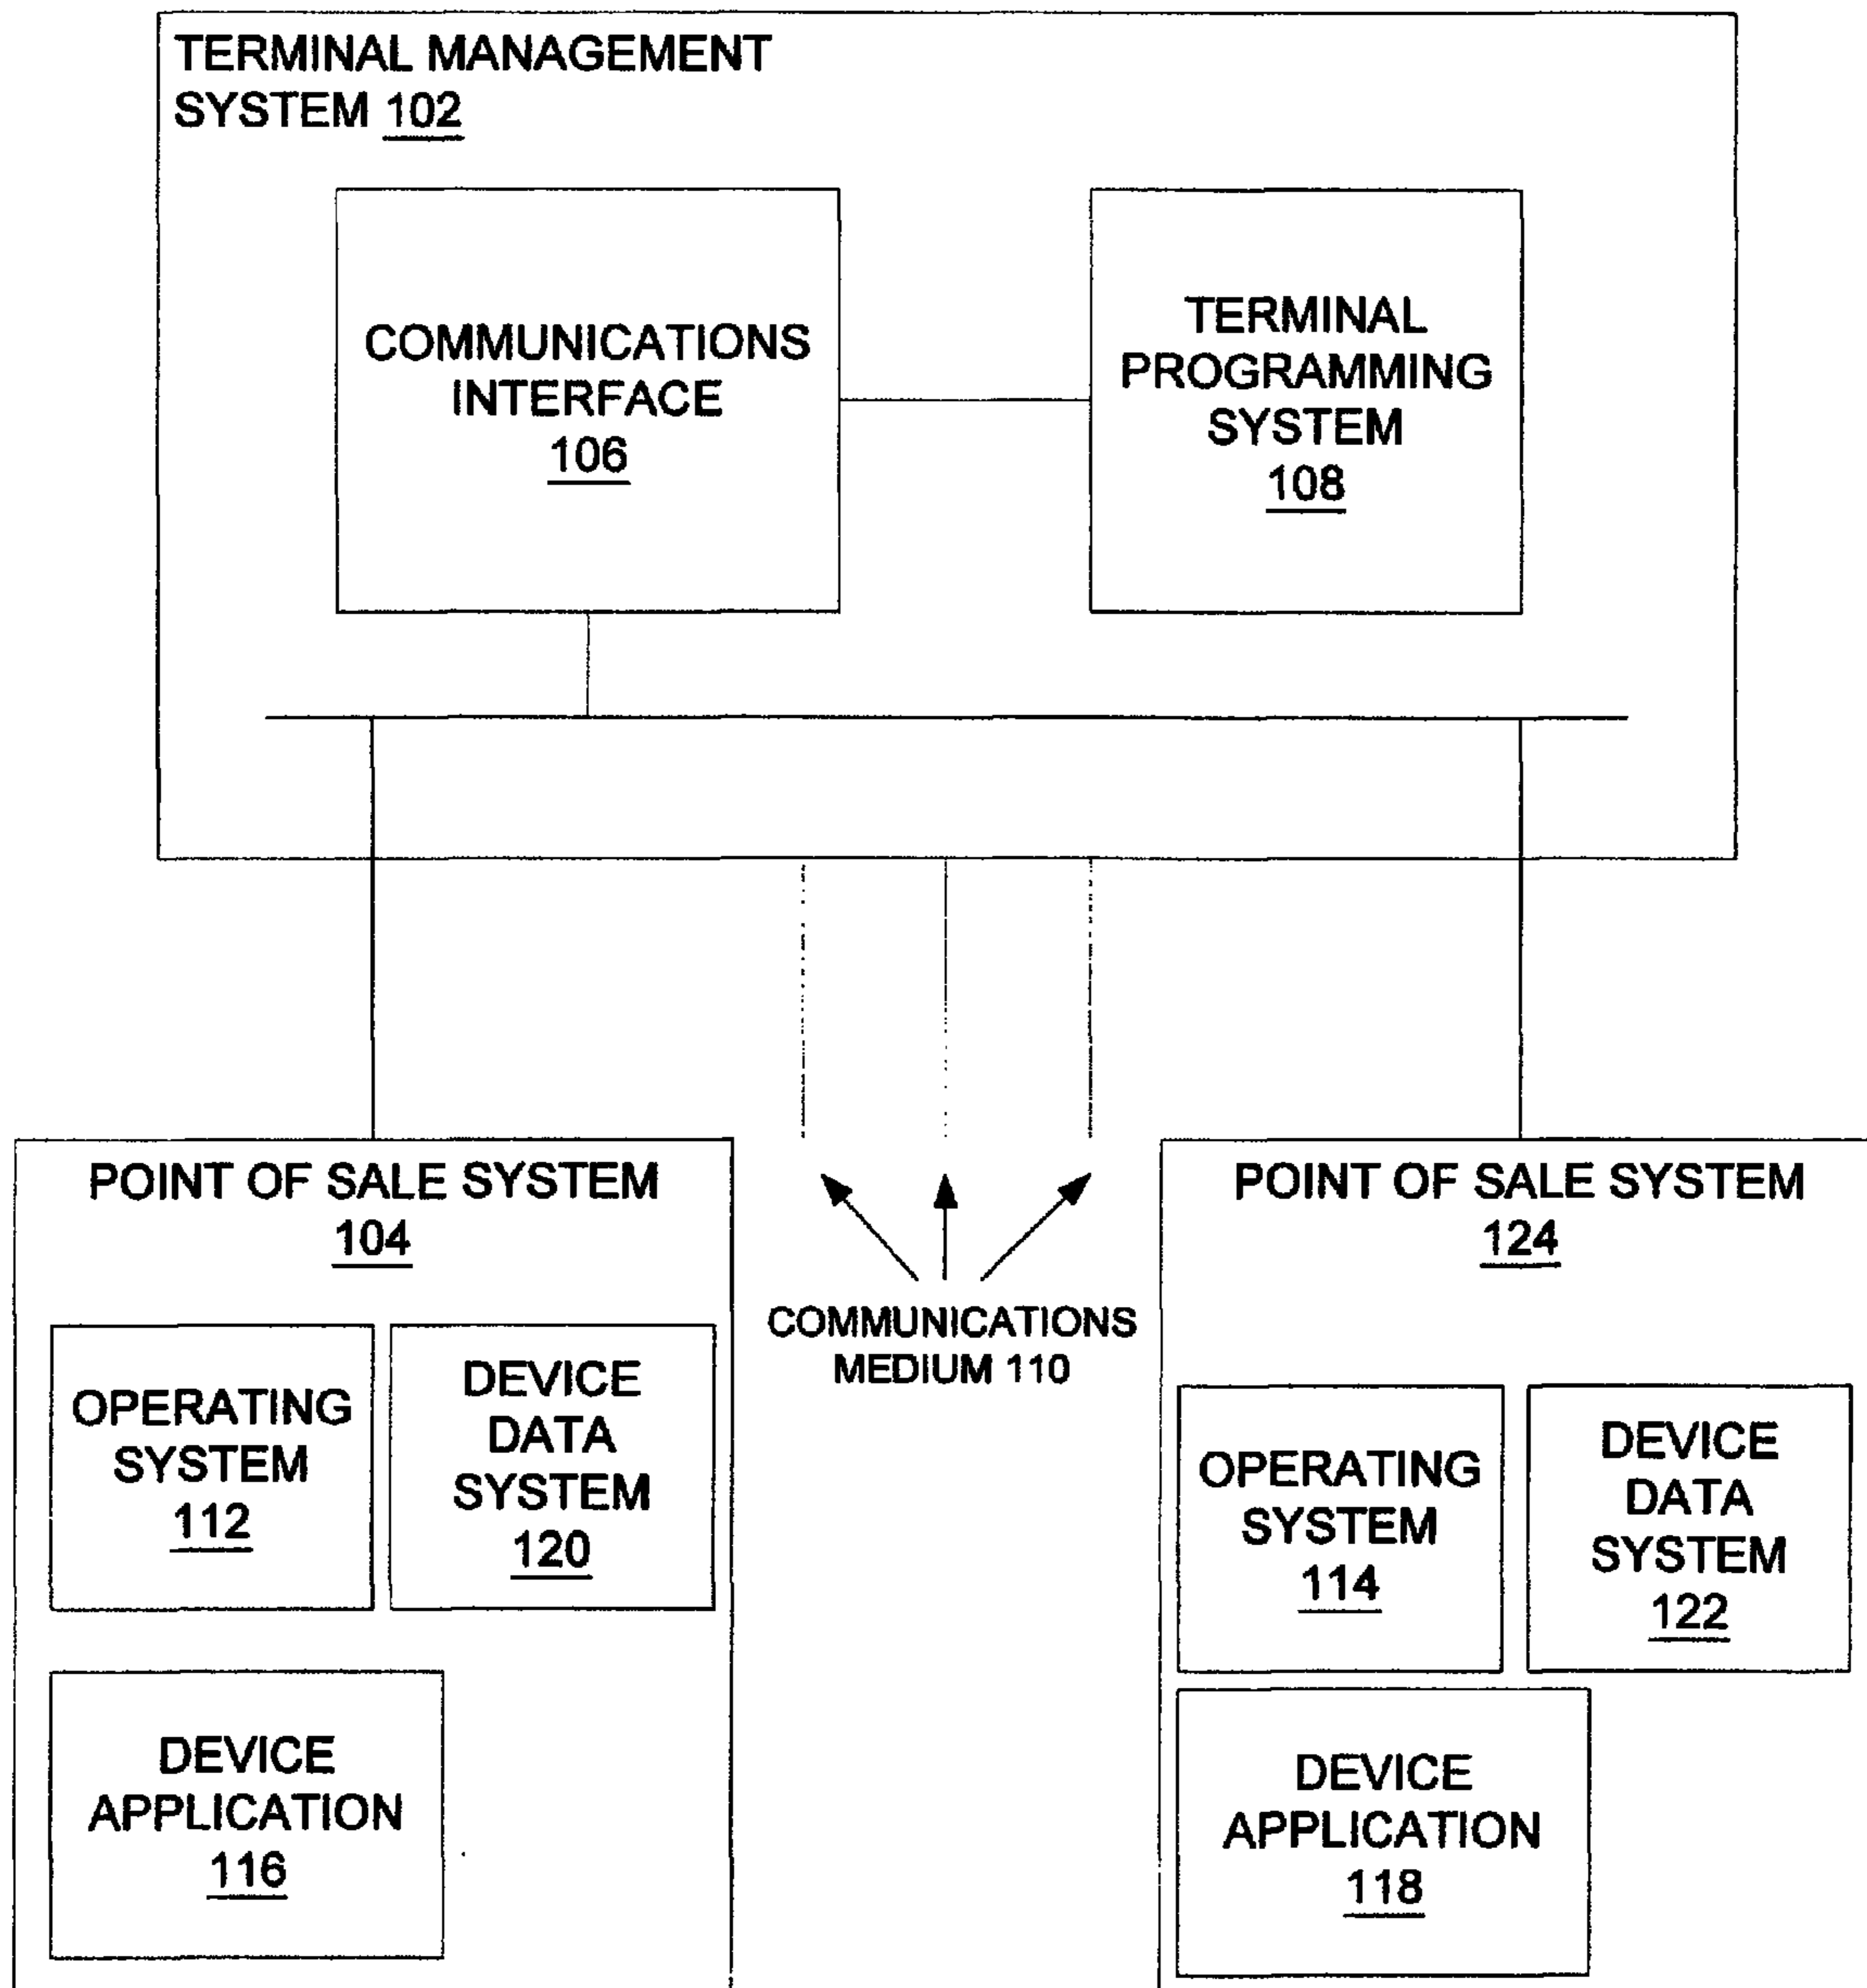 TERMINAL MANAGEMENT
SYSTEM 102
COMMUNICATIONS
INTERFACE
106
TERMINAL
PROGRAMMING
SYSTEM
108
POINT OF SALE SYSTEM
104
OPERATING
SYSTEM
112
DEVICE
DATA
SYSTEM
120
DEVICE
APPLICATION
116
COMMUNICATIONS
MEDIUM 110
POINT OF SALE SYSTEM
124
OPERATING
SYSTEM
114
DEVICE
DATA
SYSTEM
122
DEVICE
APPLICATION
118